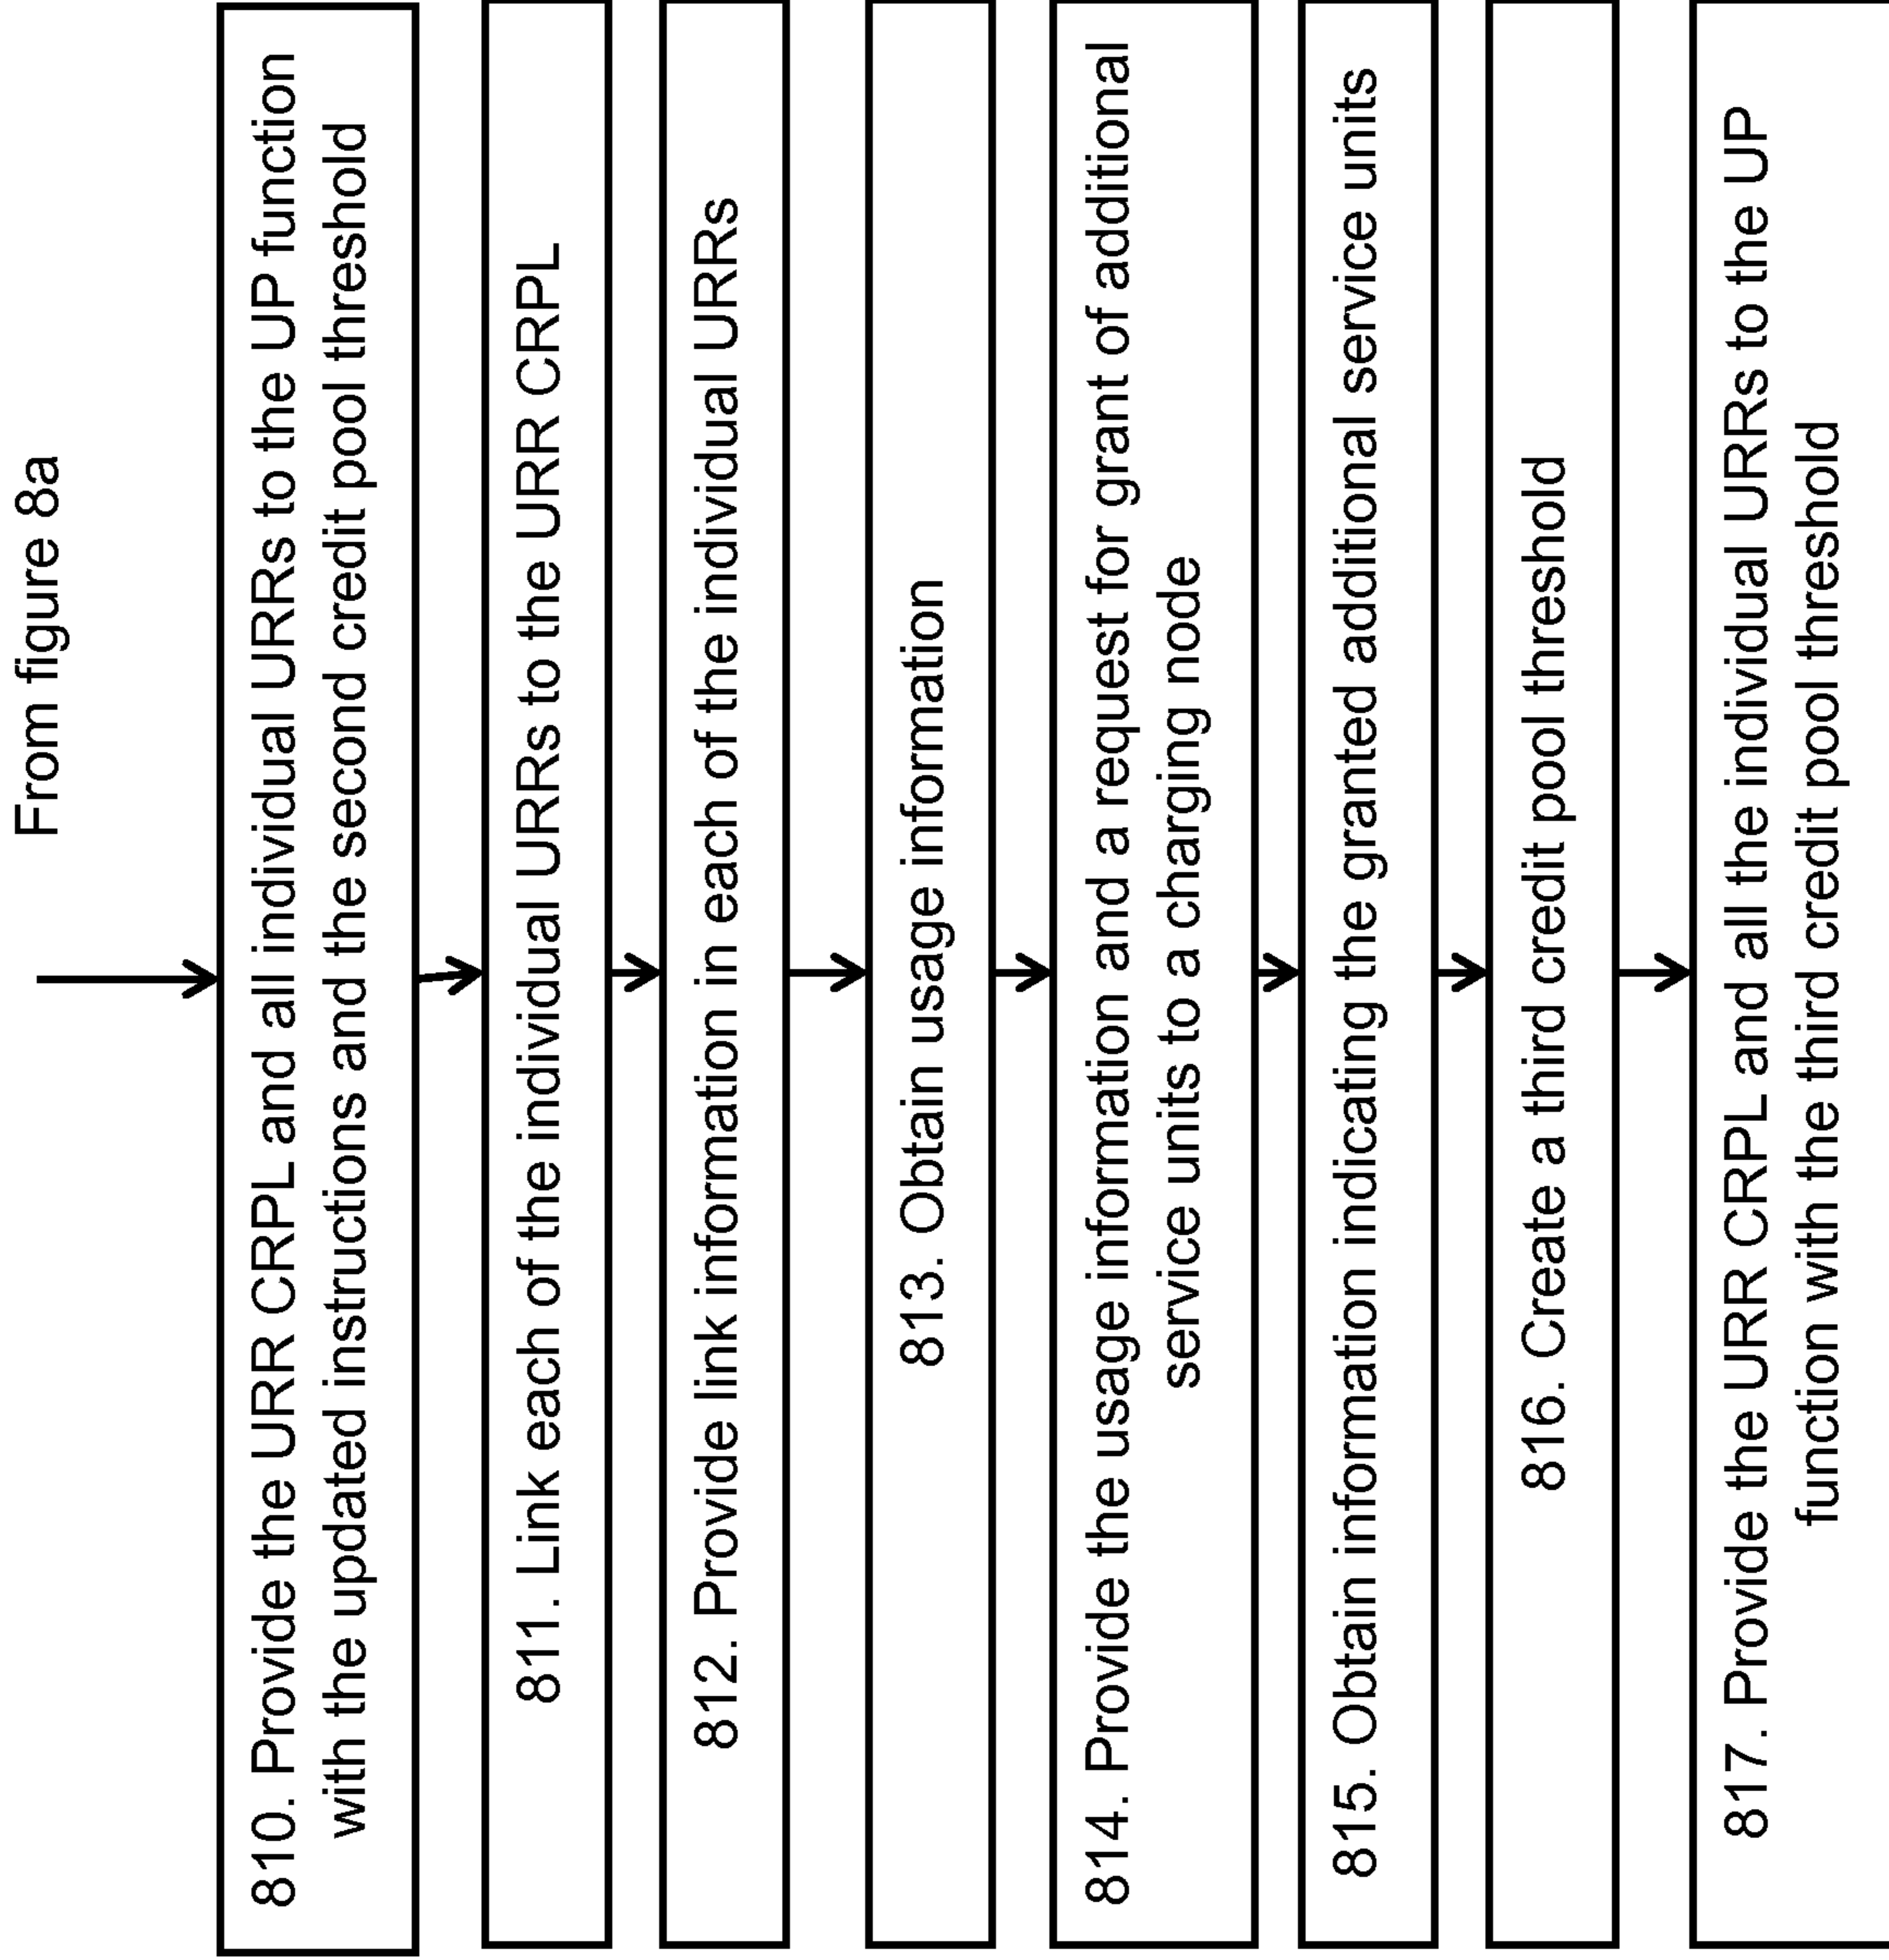 From figure 8a
810. Provide the URR CRPL and all individual URRs to the UP function
with the updated instructions and the second credit pool threshold
811. Link each of the individual URRs to the URR CRPL
812. Provide link information in each of the individual URRs
813. Obtain usage information
814. Provide the usage information and a request for grant of additional
service units to a charging node
815. Obtain information indicating the granted additional service units
816. Create a third credit pool threshold
817. Provide the URR CRPL and all the individual URRs to the UP
function with the third credit pool threshold